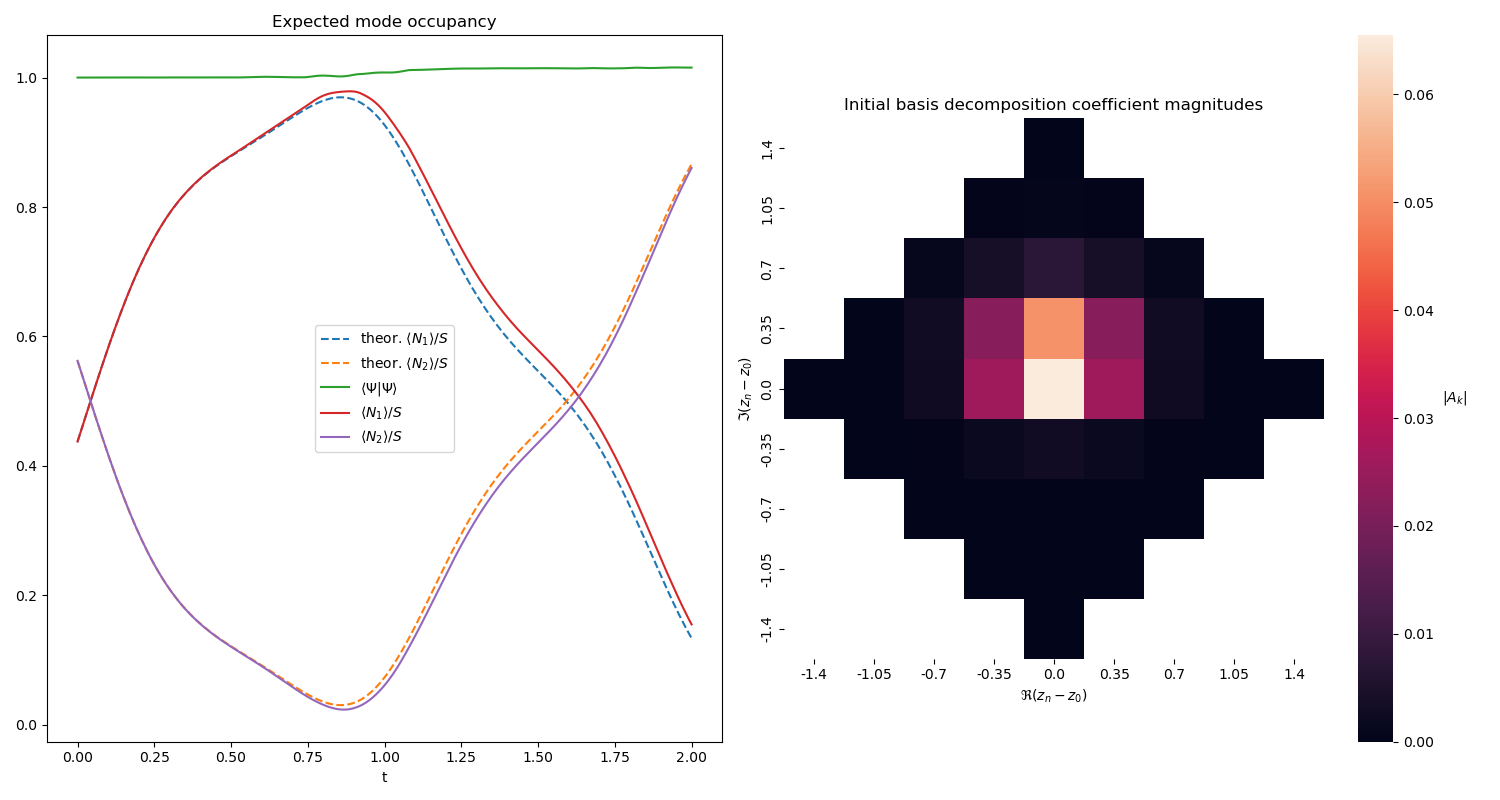 Expected mode occupancy
1.0
0.8
0.6
0.4
0.2
0.0
theor. ⟨N₁⟩/S
theor. ⟨N₂⟩/S
⟨Ψ|Ψ⟩
⟨N₁⟩/S
⟨N₂⟩/S
0.00 0.25 0.50 0.75 1.00 1.25 1.50 1.75 2.00
t
Initial basis decomposition coefficient magnitudes
1.4
1.05
0.7
0.35
0.0
-0.35
-0.7
-1.05
-1.4
ℑ(zₙ − z₀)
-1.4 -1.05 -0.7 -0.35 0.0 0.35 0.7 1.05 1.4
ℜ(zₙ − z₀)
0.06
0.05
0.04
0.03
0.02
0.01
0.00
|Aₖ|